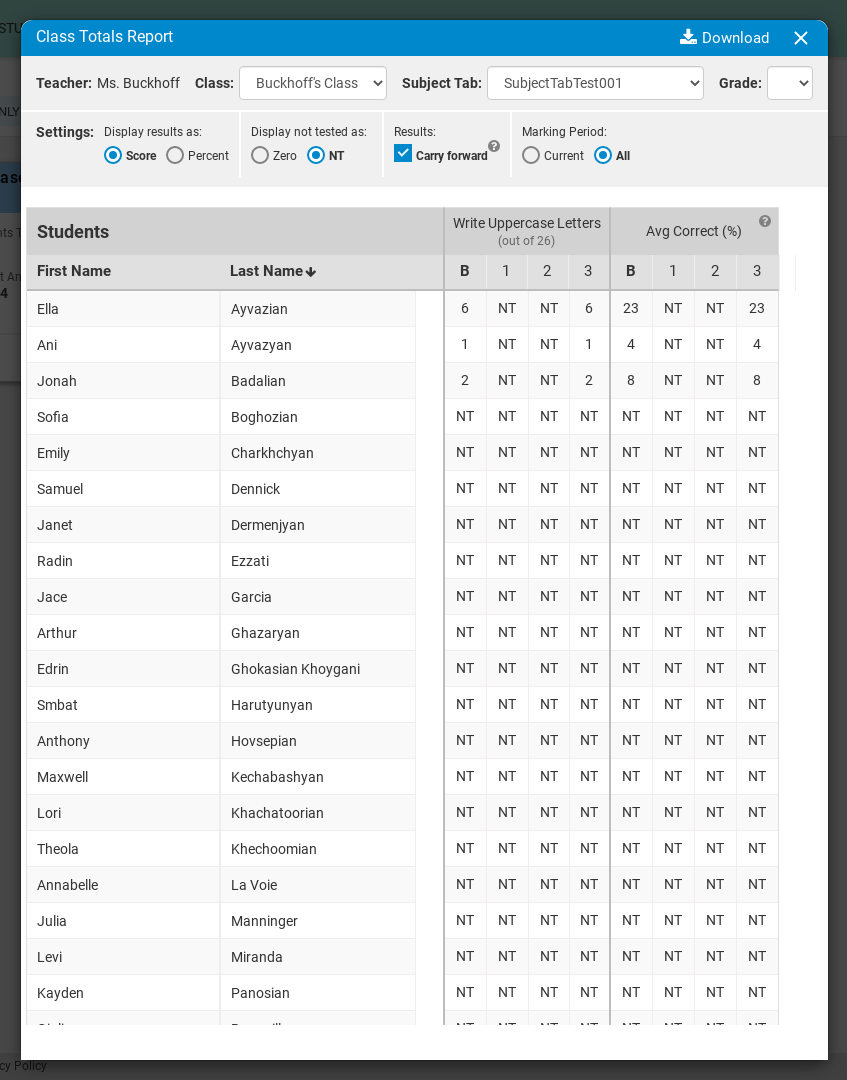 Class Totals Report
Download
Teacher: Ms. Buckhoff Class: Buckhoff's Class Subject Tab: SubjectTabTest001 Grade:
Settings: Display results as: Display not tested as: Results: Marking Period:
Score Percent Zero NT Carry forward ? Current All
Students Write Uppercase Letters Avg Correct (%) ?
(out of 26)
First Name Last Name B 1 2 3 B 1 2 3
Ella Ayvazian 6 NT NT 6 23 NT NT 23
Ani Ayvazyan 1 NT NT 1 4 NT NT 4
Jonah Badalian 2 NT NT 2 8 NT NT 8
Sofia Boghozian NT NT NT NT NT NT NT NT
Emily Charkhchyan NT NT NT NT NT NT NT NT
Samuel Dennick NT NT NT NT NT NT NT NT
Janet Dermenjyan NT NT NT NT NT NT NT NT
Radin Ezzati NT NT NT NT NT NT NT NT
Jace Garcia NT NT NT NT NT NT NT NT
Arthur Ghazaryan NT NT NT NT NT NT NT NT
Edrin Ghokasian Khoygani NT NT NT NT NT NT NT NT
Smbat Harutyunyan NT NT NT NT NT NT NT NT
Anthony Hovsepian NT NT NT NT NT NT NT NT
Maxwell Kechabashyan NT NT NT NT NT NT NT NT
Lori Khachatoorian NT NT NT NT NT NT NT NT
Theola Khechoomian NT NT NT NT NT NT NT NT
Annabelle La Voie NT NT NT NT NT NT NT NT
Julia Manninger NT NT NT NT NT NT NT NT
Levi Miranda NT NT NT NT NT NT NT NT
Kayden Panosian NT NT NT NT NT NT NT NT
Policy